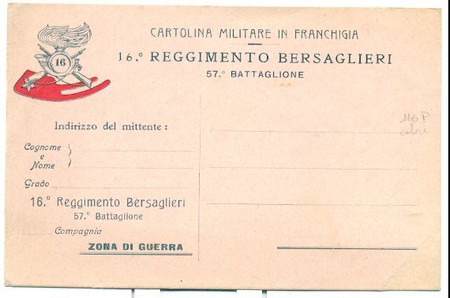 CARTOLINA MILITARE IN FRANCHIGIA
16.º REGGIMENTO BERSAGLIERI
57.º BATTAGLIONE
16
Indirizzo del mittente:
Cognome
e
Nome
Grado
16.º Reggimento Bersaglieri
57.º Battaglione
Compagnia
ZONA DI GUERRA
110 P